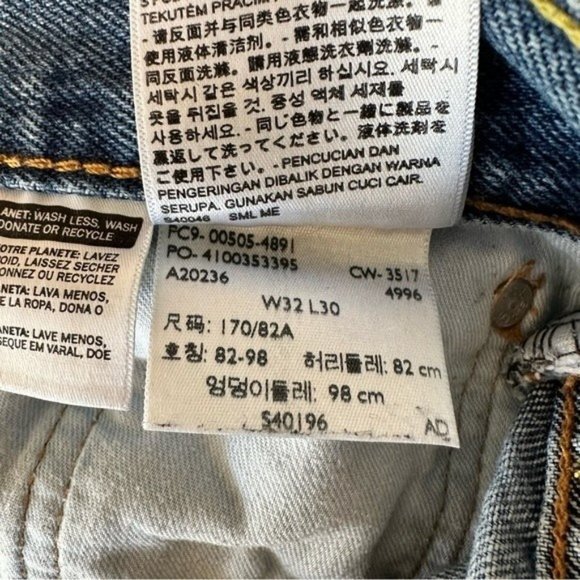 TEKUTÉM PRACÍM
请反面并与同类色衣物一起洗涤。
使用液体清洁剂。 需和相似色衣物一
同反面洗滌。請用液態洗衣劑洗滌。
세탁시 같은 색상끼리 하십시요. 세탁시
옷을 뒤집을 것. 중성 액체 세제를
사용하세요. 同じ色物と一緒に製品を
裏返して洗ってください。液体洗剤を
ご使用下さい。 PENCUCIAN DAN
PENGERINGAN DIBALIK DENGAN WARNA
SERUPA. GUNAKAN SABUN CUCI CAIR.
S40046 SML ME
ANET: WASH LESS, WASH
DONATE OR RECYCLE
OTRE PLANETE: LAVEZ
OID, LAISSEZ SECHER
ONNEZ OU RECYCLEZ
ANETA: LAVA MENOS,
E LA ROPA, DONA O
ANETA: LAVE MENOS,
SEQUE EM VARAL, DOE
PC9- 00505-4891
PO- 4100353395
A20236 CW- 3517
4996
W32 L30
尺码: 170/82A
호칭: 82-98 허리둘레: 82 cm
엉덩이둘레: 98 cm
S40196
AD